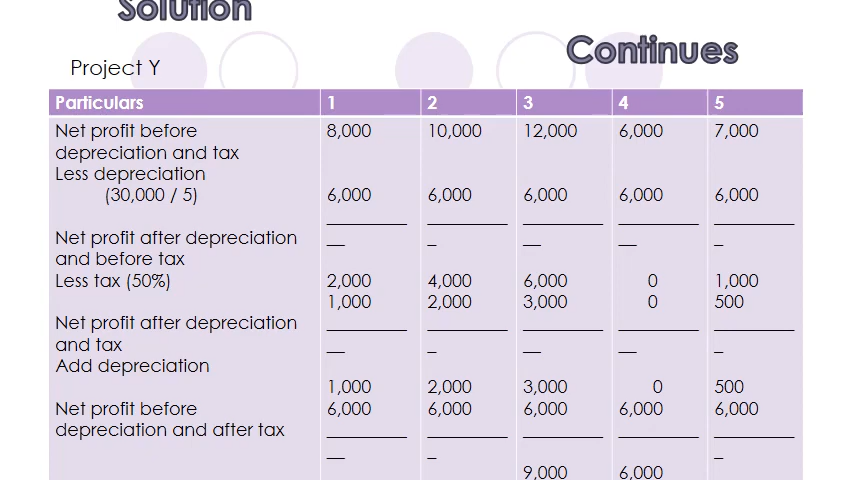 Solution
Continues
Project Y
Particulars 1 2 3 4 5
Net profit before 8,000 10,000 12,000 6,000 7,000
depreciation and tax
Less depreciation
(30,000 / 5) 6,000 6,000 6,000 6,000 6,000
Net profit after depreciation
and before tax
Less tax (50%) 2,000 4,000 6,000 0 1,000
1,000 2,000 3,000 0 500
Net profit after depreciation
and tax
Add depreciation
1,000 2,000 3,000 0 500
Net profit before 6,000 6,000 6,000 6,000 6,000
depreciation and after tax
9,000 6,000